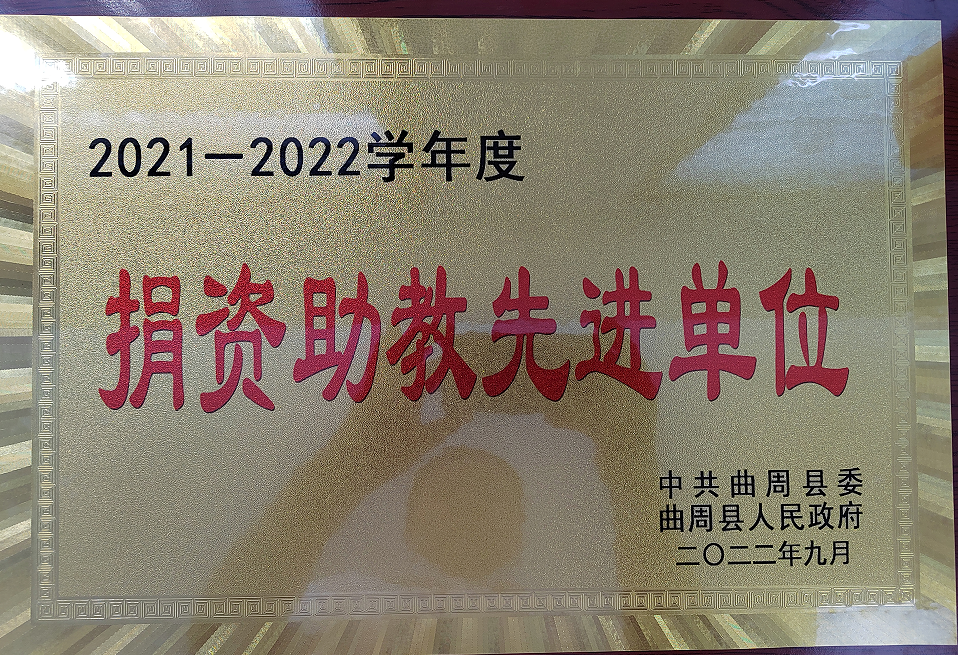 2021—2022学年度
捐资助教先进单位
中共曲周县委
曲周县人民政府
二〇二二年九月